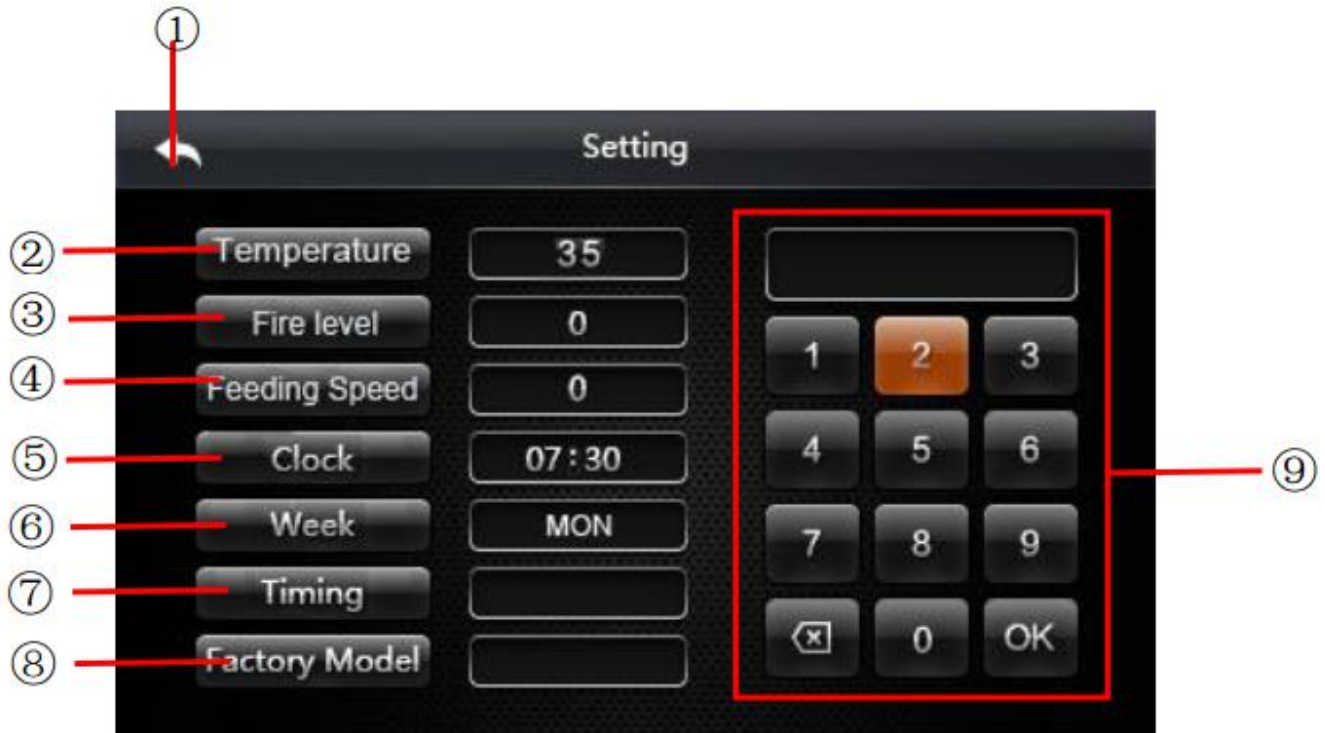 ①
Setting
② Temperature 35
③ Fire level 0
④ Feeding Speed 0
⑤ Clock 07:30
⑥ Week MON
⑦ Timing
⑧ Factory Model
1 2 3
4 5 6
7 8 9
0 OK
⑨